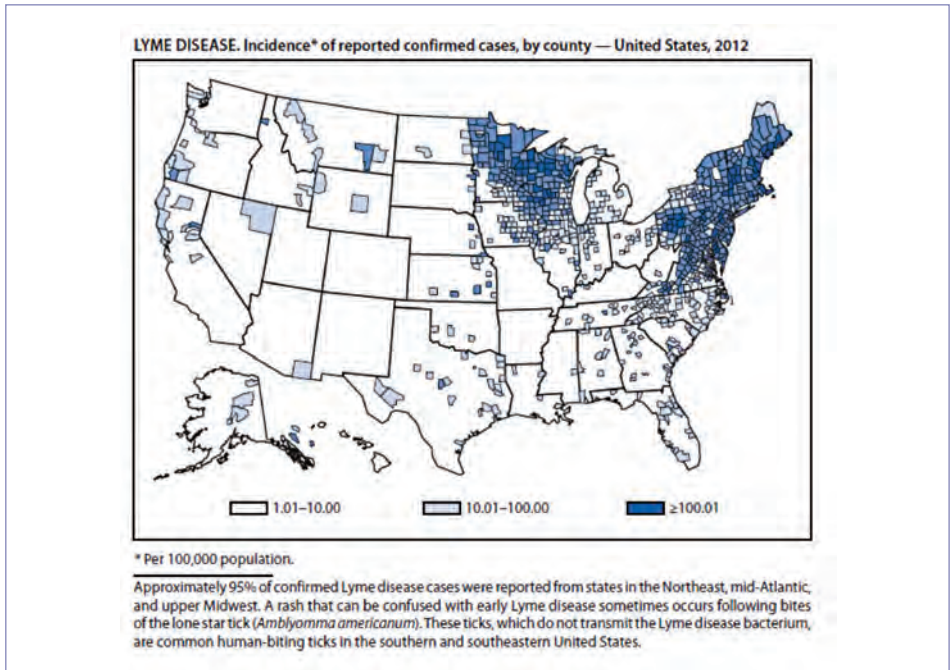 LYME DISEASE. Incidence* of reported confirmed cases, by county — United States, 2012
1.01–10.00 10.01–100.00 ≥100.01
* Per 100,000 population.
Approximately 95% of confirmed Lyme disease cases were reported from states in the Northeast, mid-Atlantic,
and upper Midwest. A rash that can be confused with early Lyme disease sometimes occurs following bites
of the lone star tick (Amblyomma americanum). These ticks, which do not transmit the Lyme disease bacterium,
are common human-biting ticks in the southern and southeastern United States.